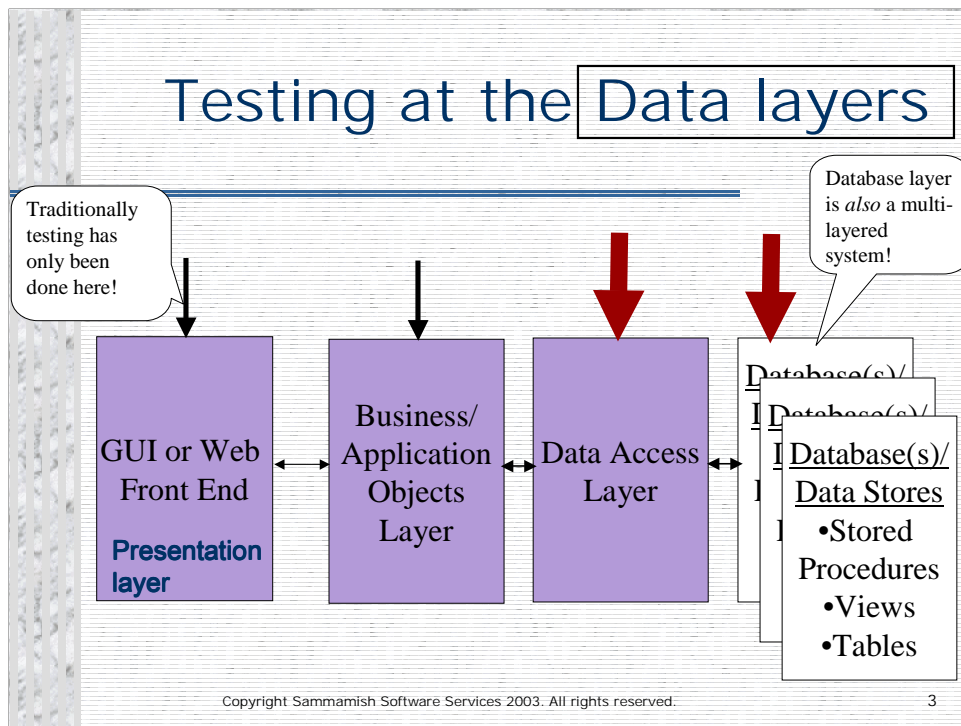 Testing at the Data layers
Traditionally
testing has
only been
done here!
Database layer
is also a multi-
layered
system!
GUI or Web
Front End
Presentation
layer
Business/
Application
Objects
Layer
Data Access
Layer
Database(s)/
Database(s)/
Database(s)/
Data Stores
•Stored
Procedures
•Views
•Tables
Copyright Sammamish Software Services 2003. All rights reserved.
3